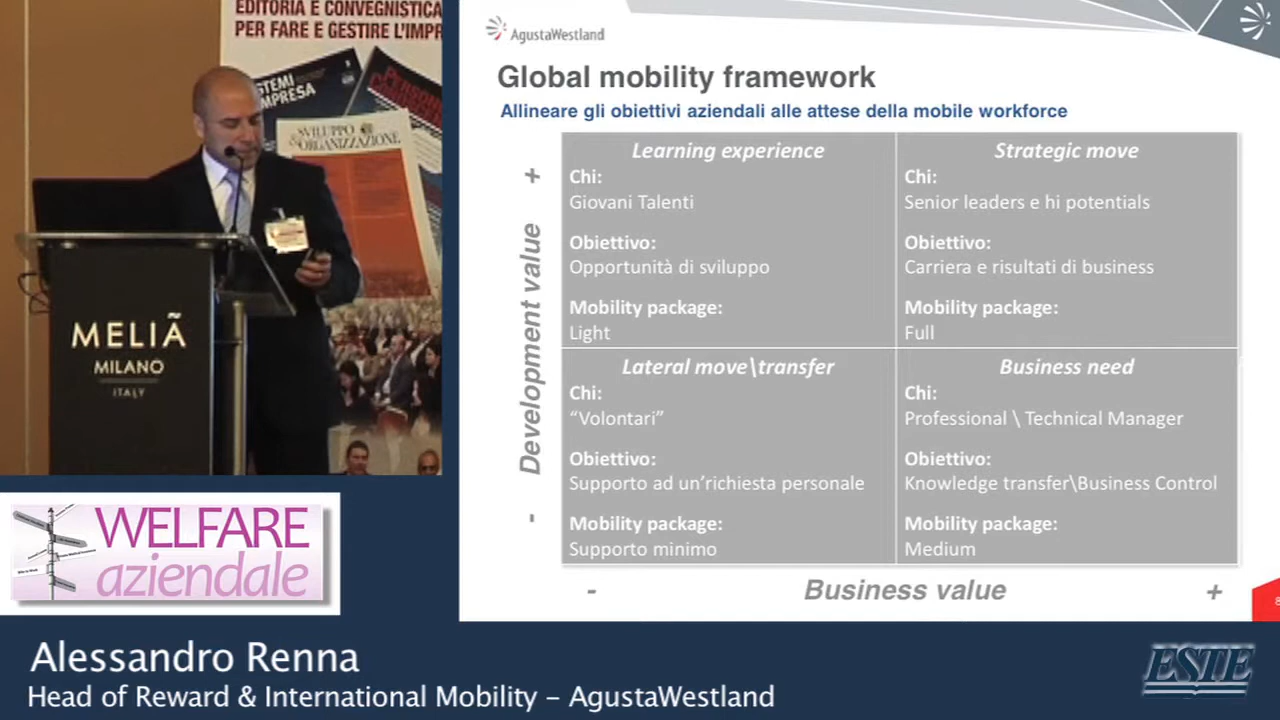 EDITORIA E CONVEGNISTICA
PER FARE E GESTIRE L'IMPR
STEMI
IMPRESA
SVILUPPO
& ORGANIZZAZIONE
MELIÃ
MILANO
ITALY
WELFARE
aziendale
AgustaWestland
Global mobility framework
Allineare gli obiettivi aziendali alle attese della mobile workforce
+
Development value
-
Learning experience
Chi:
Giovani Talenti
Obiettivo:
Opportunità di sviluppo
Mobility package:
Light
Strategic move
Chi:
Senior leaders e hi potentials
Obiettivo:
Carriera e risultati di business
Mobility package:
Full
Lateral move\transfer
Chi:
“Volontari”
Obiettivo:
Supporto ad un’richiesta personale
Mobility package:
Supporto minimo
Business need
Chi:
Professional \ Technical Manager
Obiettivo:
Knowledge transfer\Business Control
Mobility package:
Medium
- Business value +
8
Alessandro Renna
Head of Reward & International Mobility – AgustaWestland
ESTE